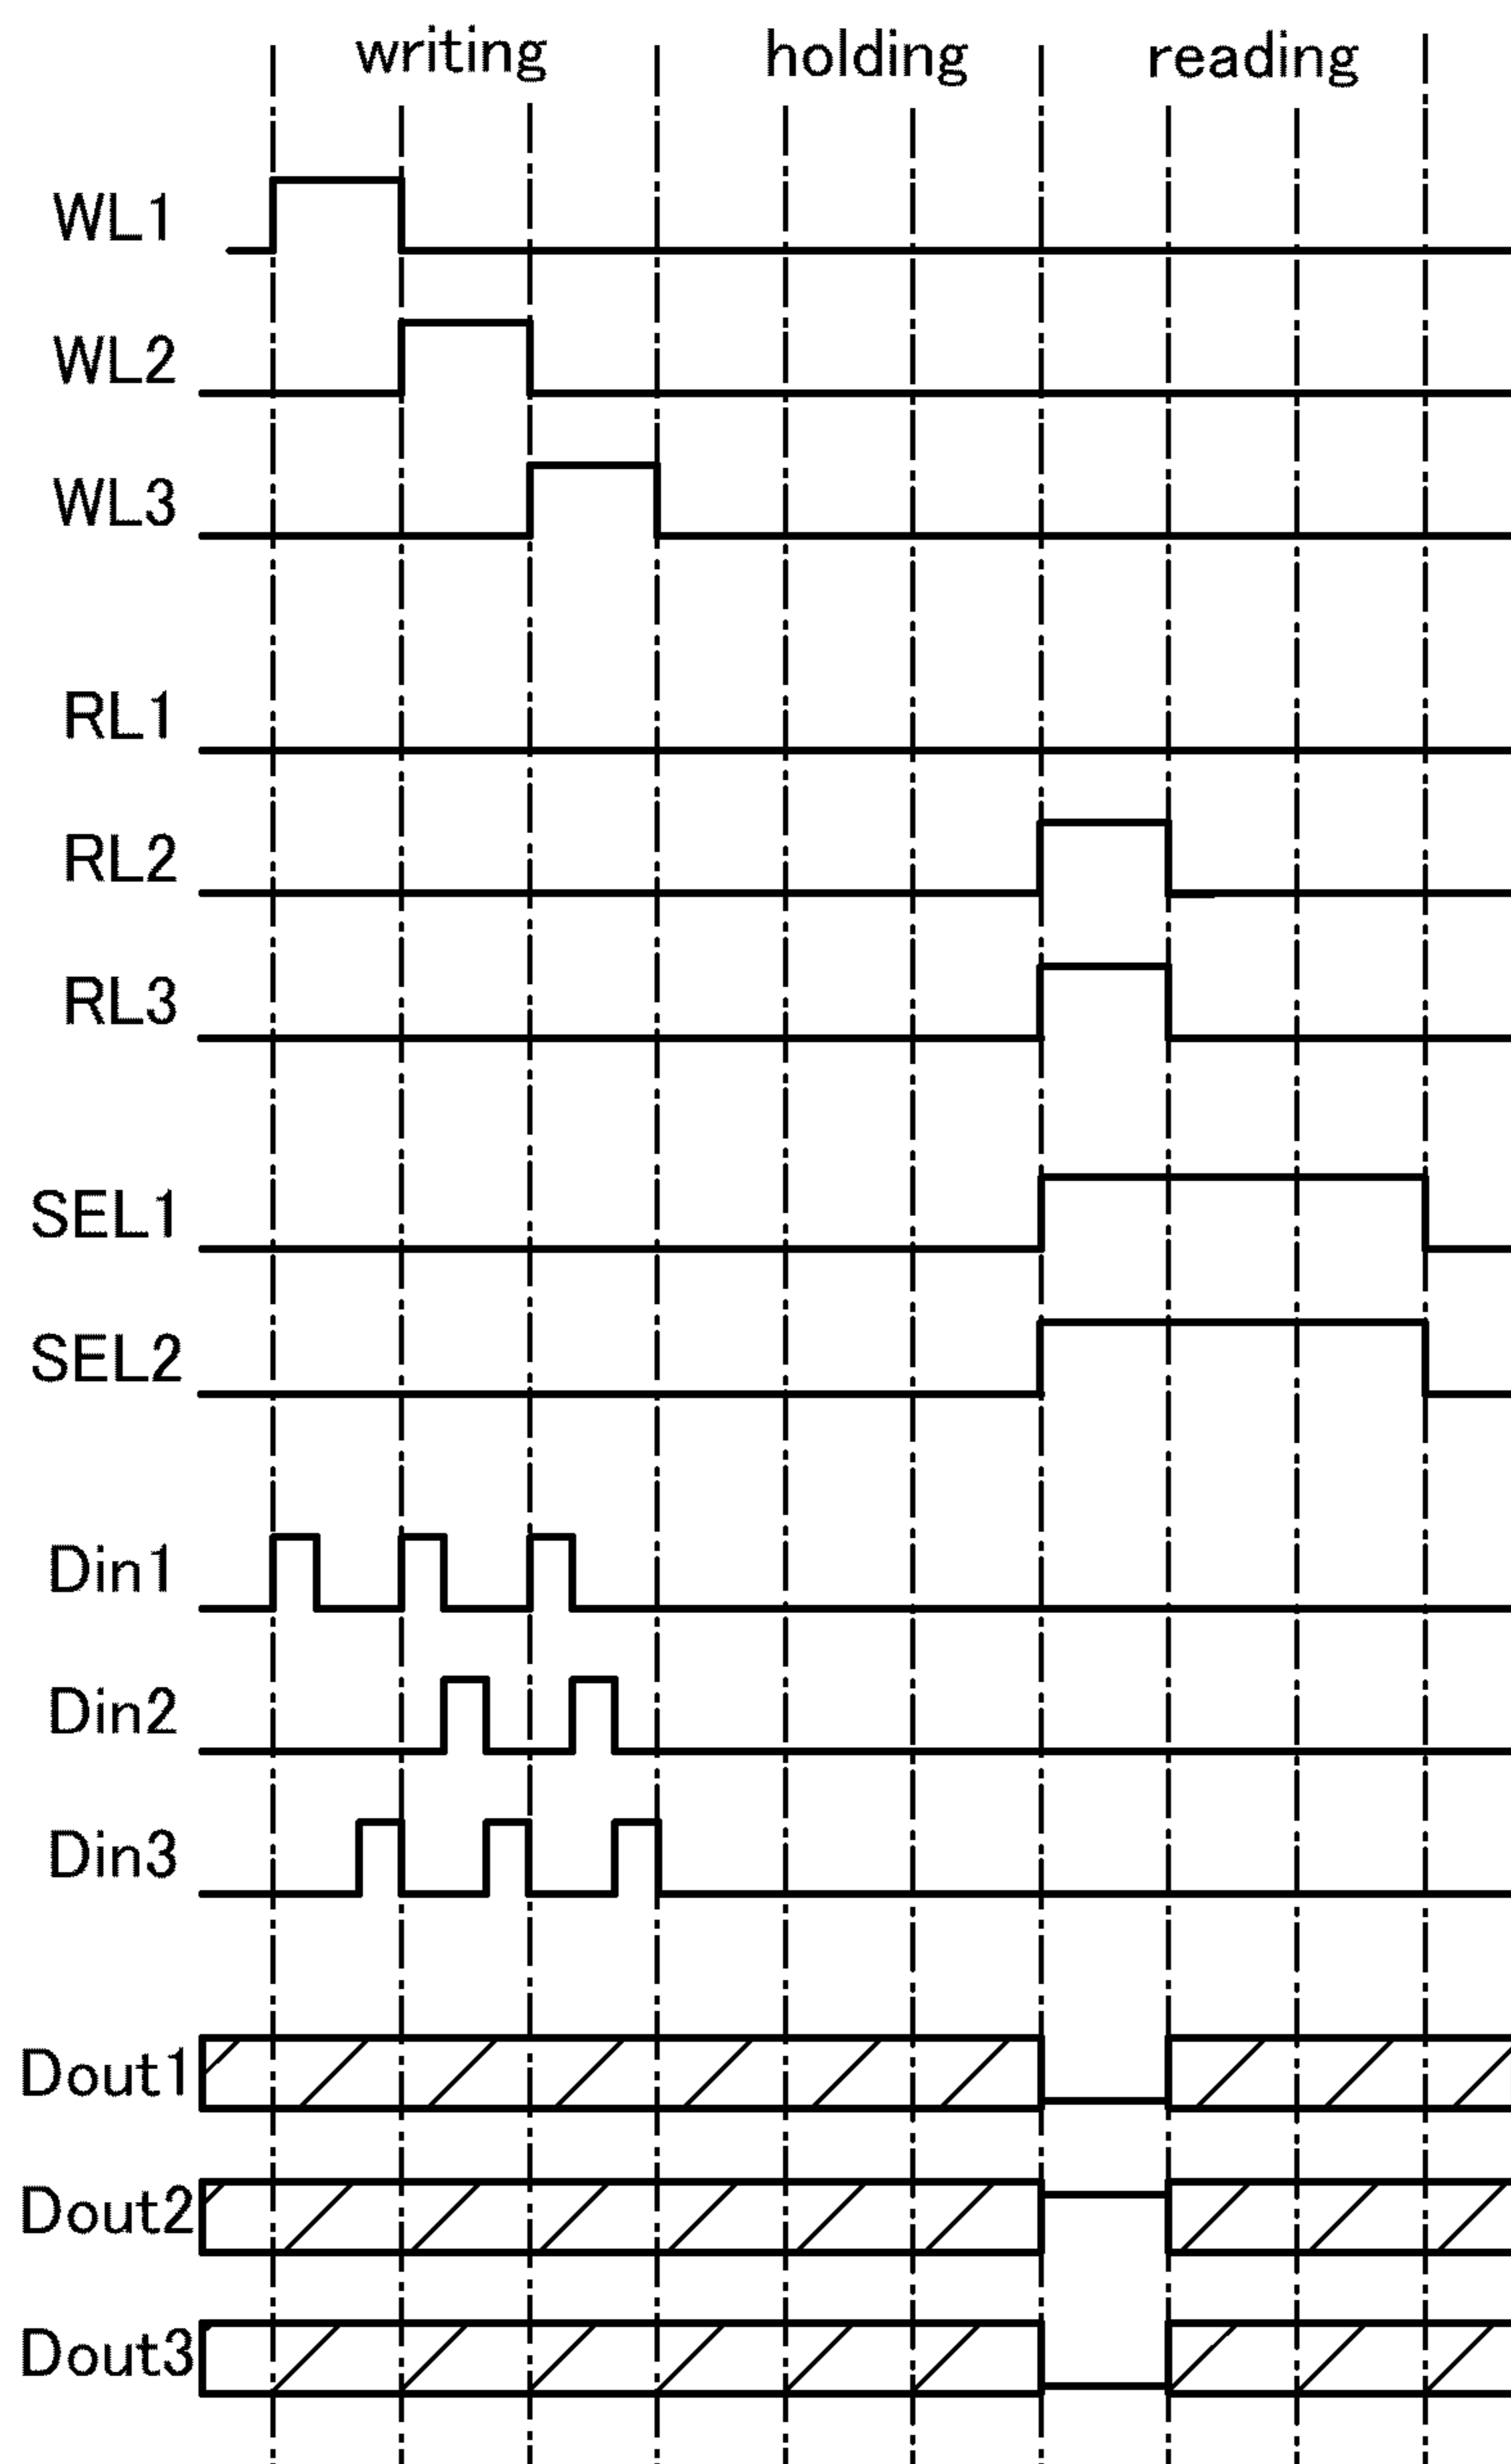 writing holding reading
WL1
WL2
WL3
RL1
RL2
RL3
SEL1
SEL2
Din1
Din2
Din3
Dout1
Dout2
Dout3